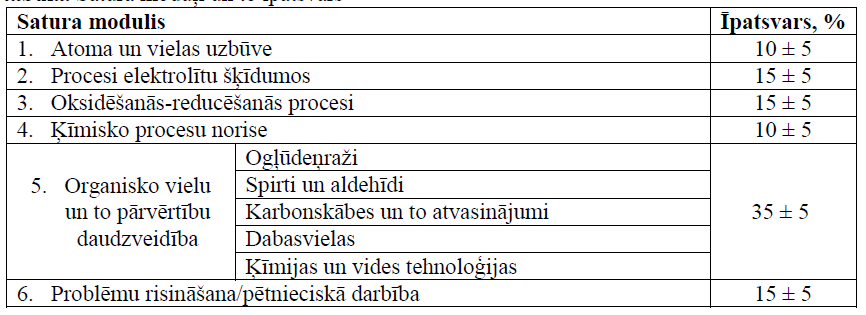 Satura modulis Īpatsvars, %
1. Atoma un vielas uzbūve 10 ± 5
2. Procesi elektrolītu šķīdumos 15 ± 5
3. Oksidēšanās-reducēšanās procesi 15 ± 5
4. Ķīmisko procesu norise 10 ± 5
5. Organisko vielu
un to pārvērtību
daudzveidība
Ogļūdeņraži
Spirti un aldehīdi
Karbonskābes un to atvasinājumi
Dabasvielas
Ķīmijas un vides tehnoloģijas
35 ± 5
6. Problēmu risināšana/pētnieciskā darbība 15 ± 5